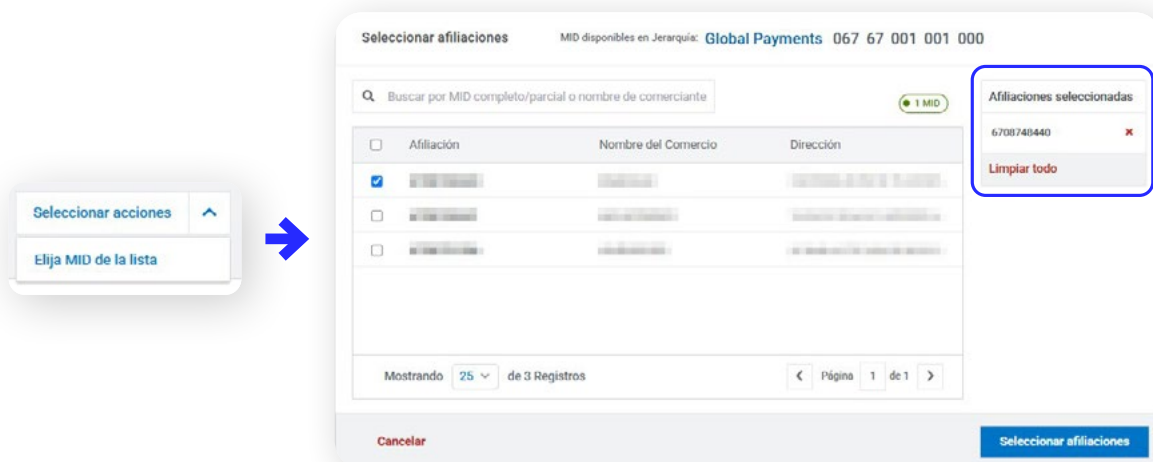 Seleccionar acciones
Elija MID de la lista
Seleccionar afiliaciones MID disponibles en Jerarquía: Global Payments 067 67 001 001 000
Buscar por MID completo/parcial o nombre de comerciante
1 MID
Afiliación Nombre del Comercio Dirección
Mostrando 25 de 3 Registros
Página 1 de 1
Afiliaciones seleccionadas
6708748440
Limpiar todo
Cancelar
Seleccionar afiliaciones